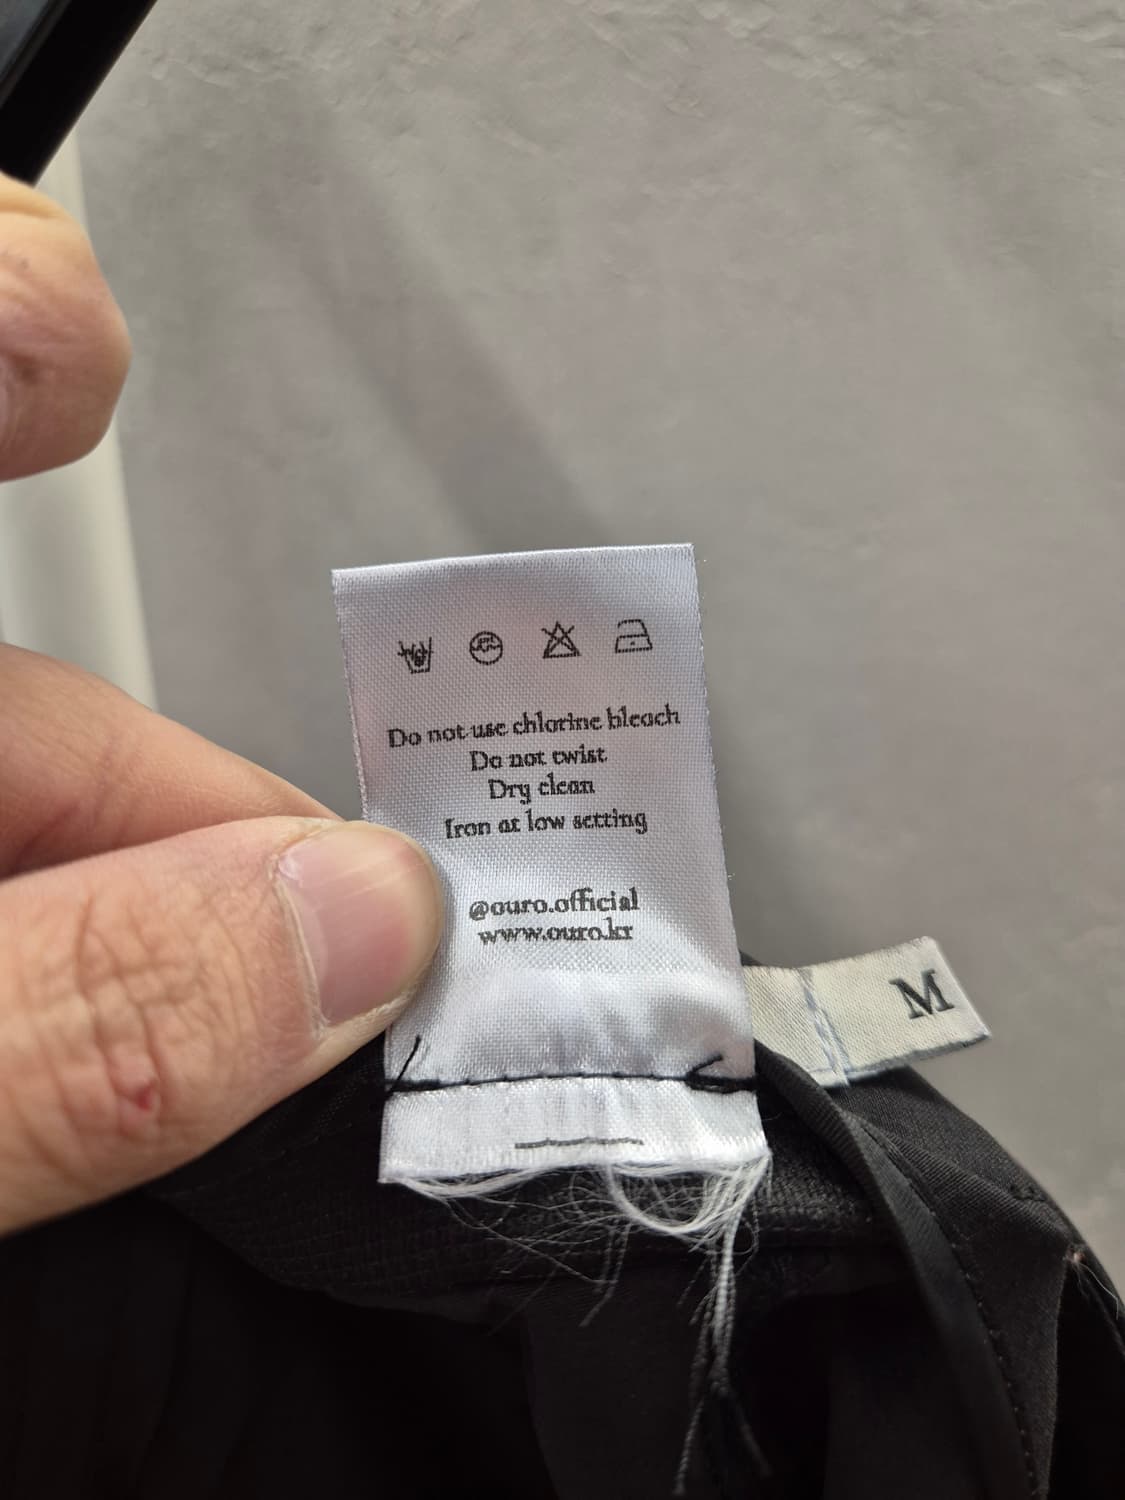 Do not use chlorine bleach
Do not twist
Dry clean
Iron at low setting
@ouro.official
www.ouro.kr
M